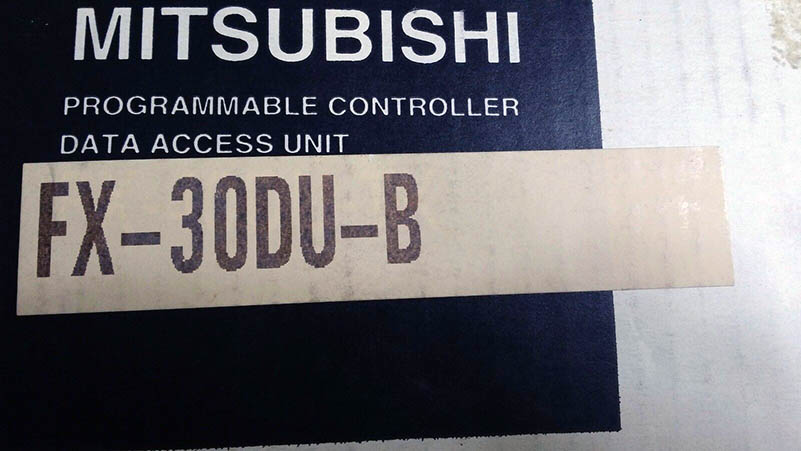 MITSUBISHI
PROGRAMMABLE CONTROLLER
DATA ACCESS UNIT
FX-30DU-B